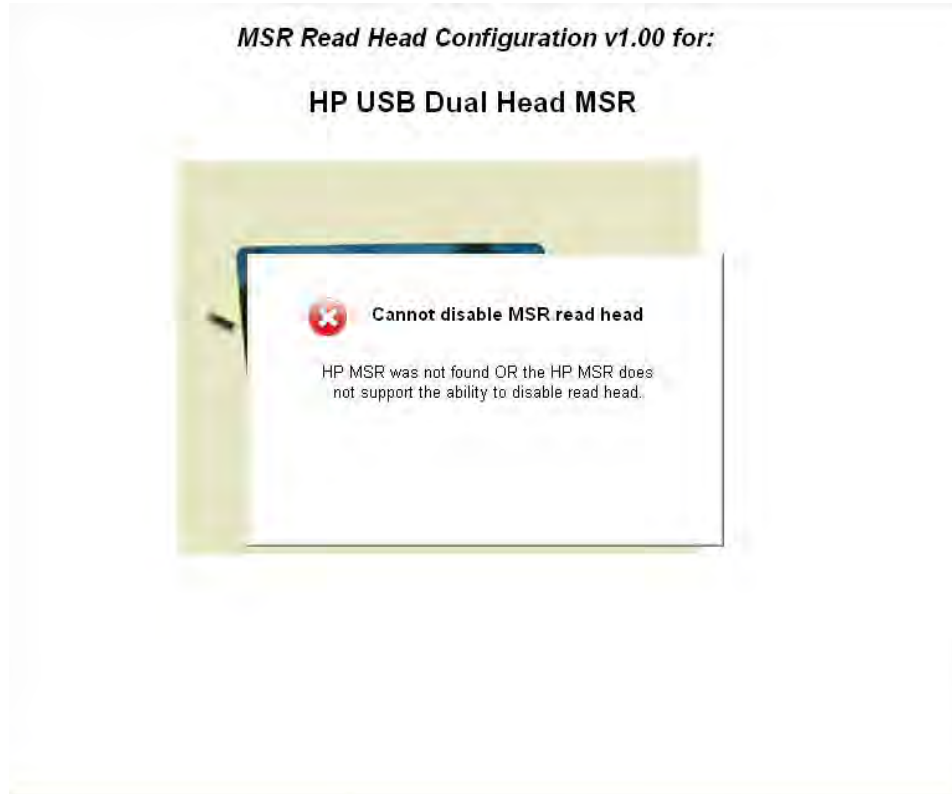 MSR Read Head Configuration v1.00 for:
HP USB Dual Head MSR
Cannot disable MSR read head
HP MSR was not found OR the HP MSR does
not support the ability to disable read head.